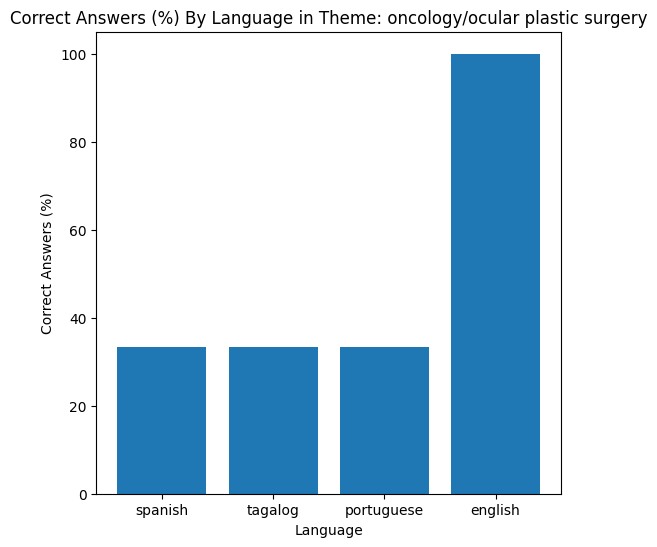 Correct Answers (%) By Language in Theme: oncology/ocular plastic surgery
100
80
60
40
20
0
Correct Answers (%)
spanish tagalog portuguese english
Language